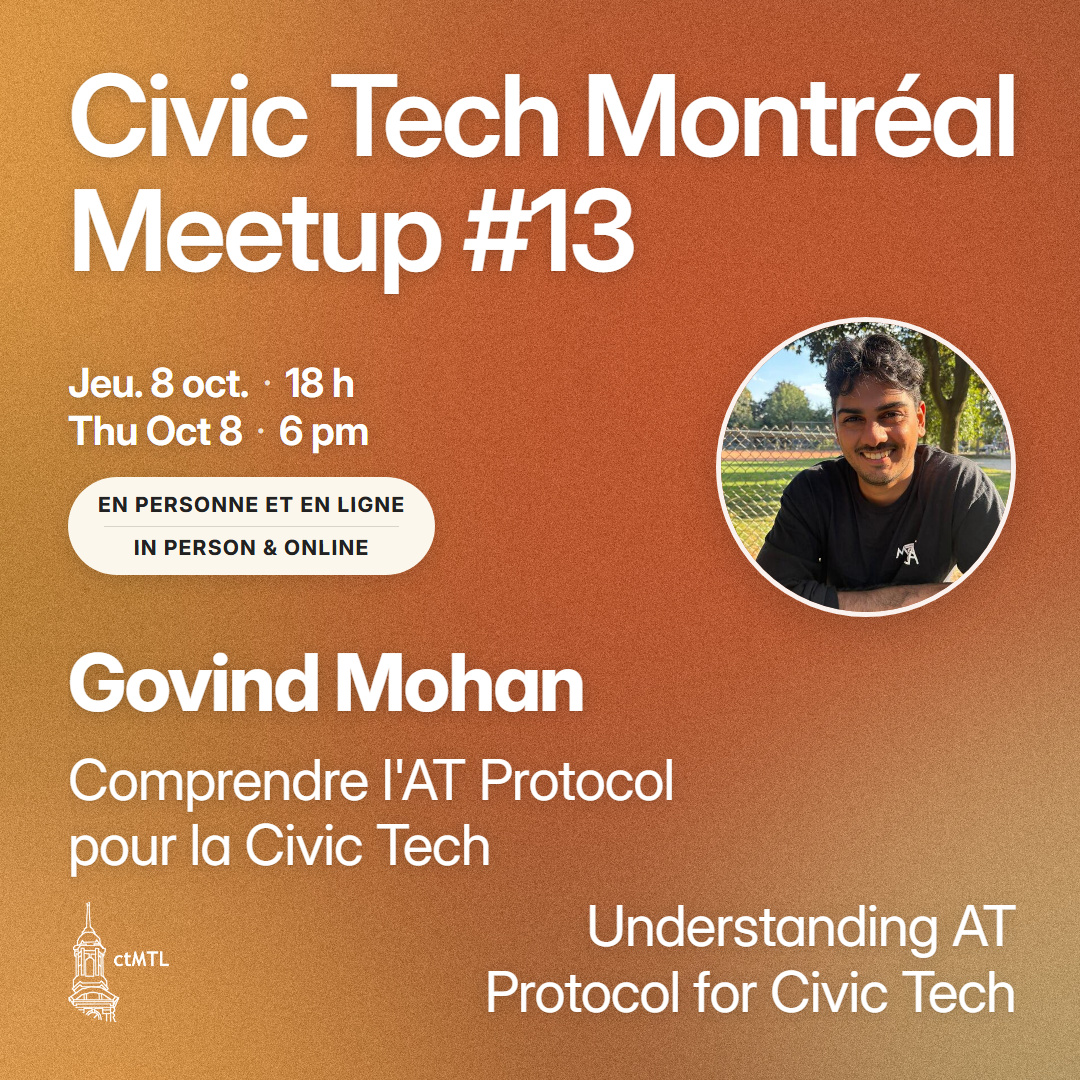 Civic Tech Montréal
Meetup #13
Jeu. 8 oct. · 18 h
Thu Oct 8 · 6 pm
EN PERSONNE ET EN LIGNE
IN PERSON & ONLINE
Govind Mohan
Comprendre l'AT Protocol
pour la Civic Tech
ctMTL
Understanding AT
Protocol for Civic Tech